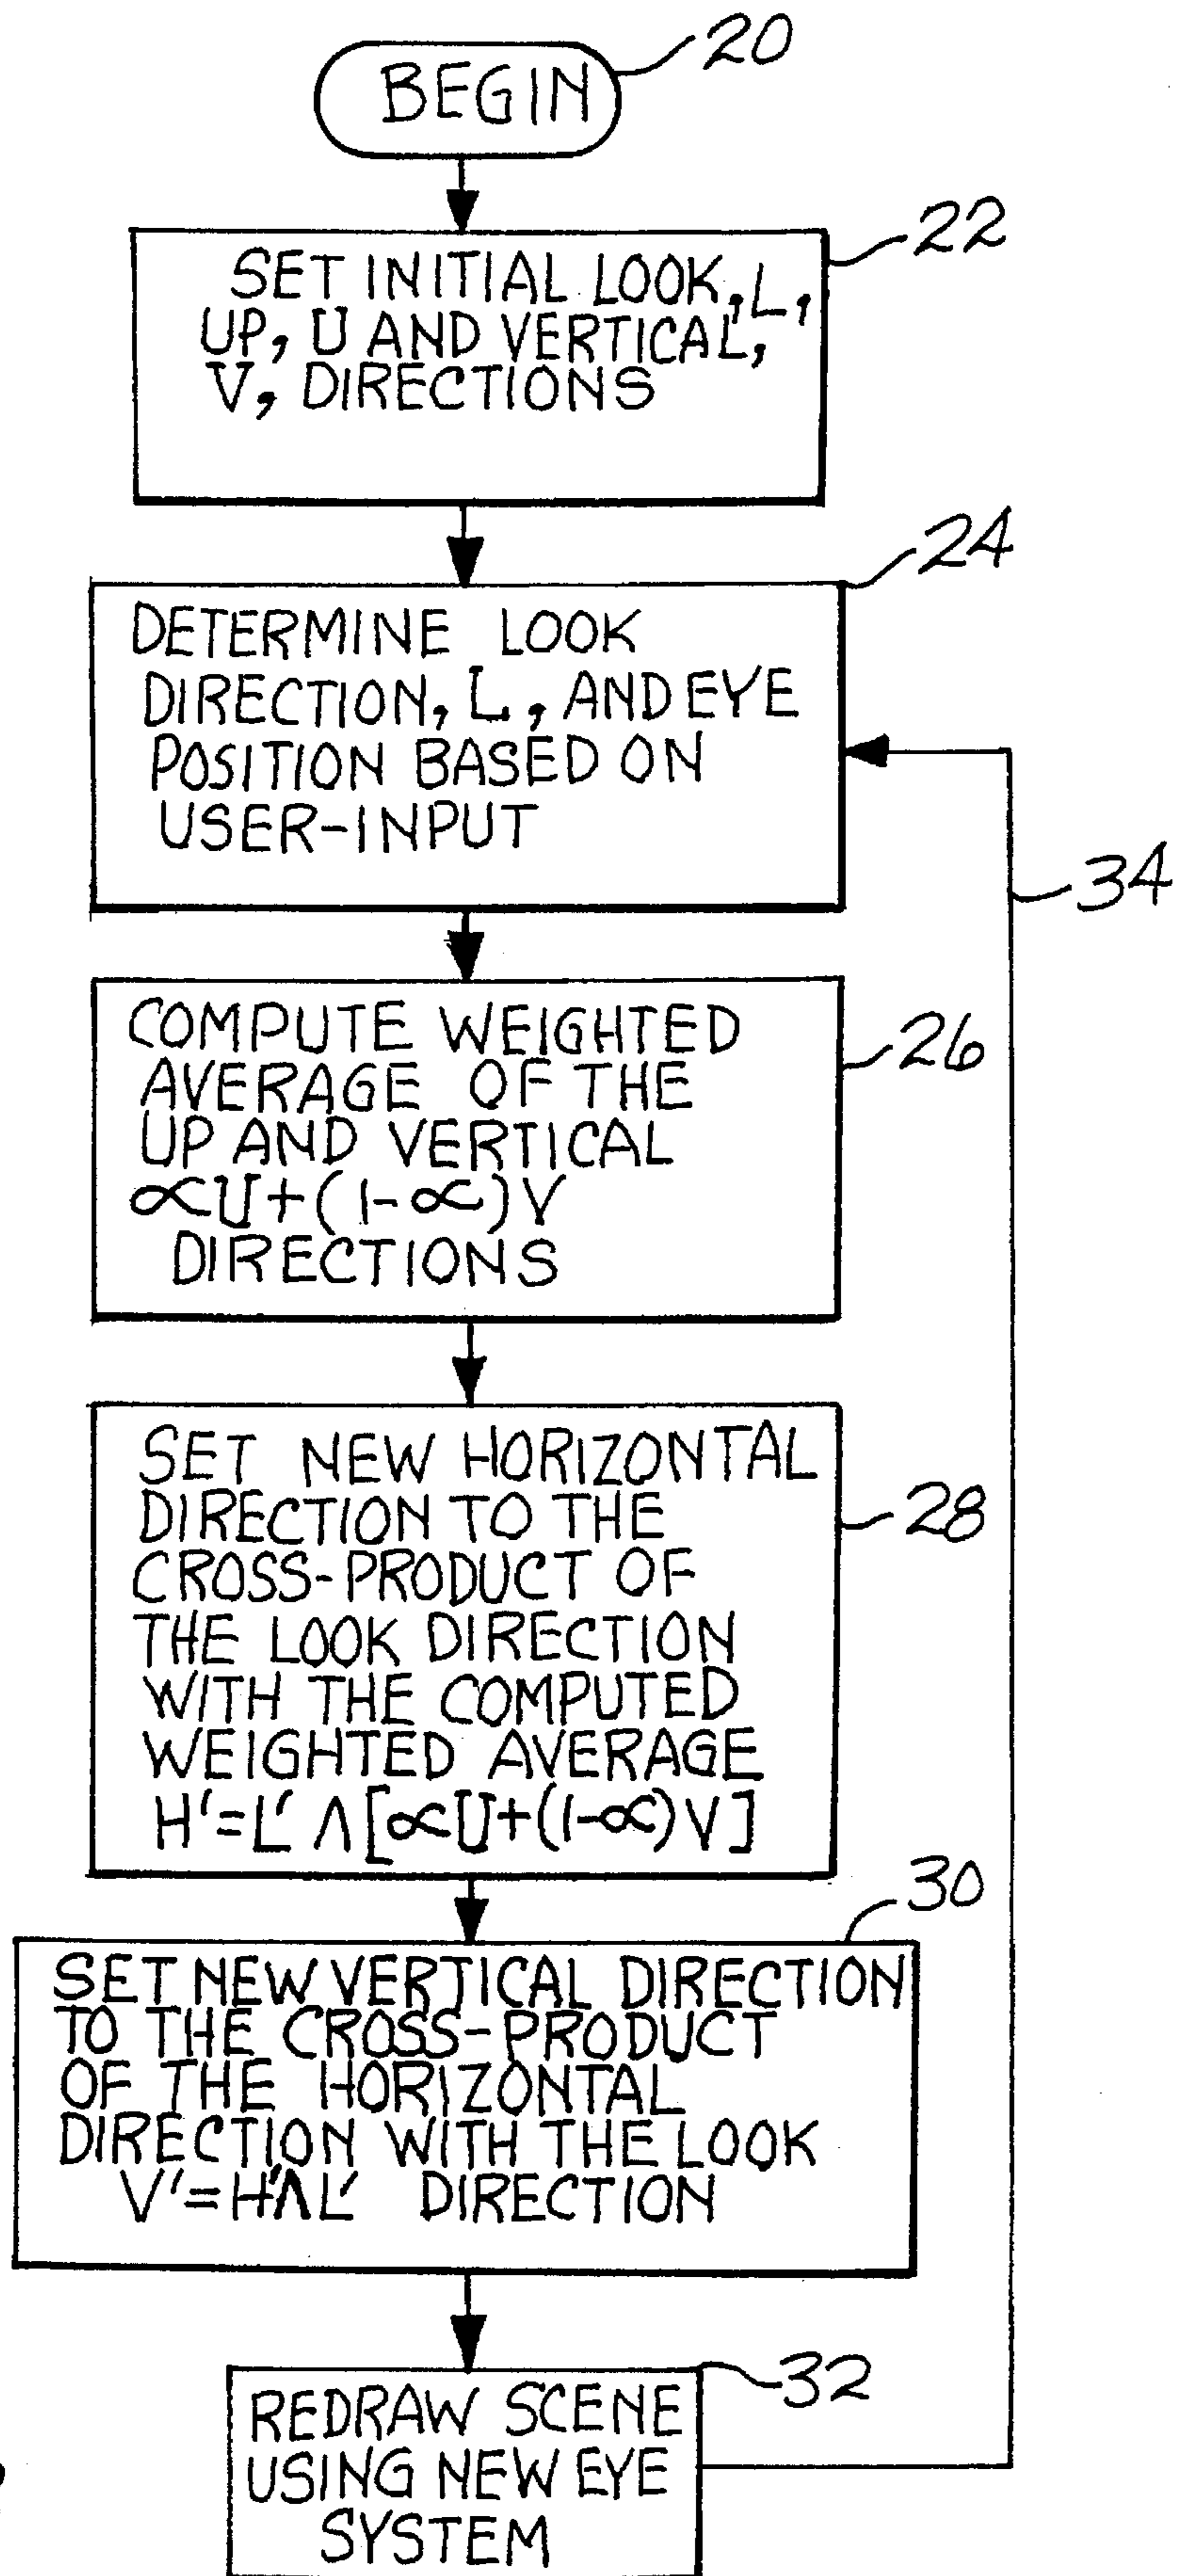 BEGIN
20
SET INITIAL LOOK, L,
UP, U AND VERTICAL,
V, DIRECTIONS
22
DETERMINE LOOK
DIRECTION, L, AND EYE
POSITION BASED ON
USER-INPUT
24
34
COMPUTE WEIGHTED
AVERAGE OF THE
UP AND VERTICAL
∝U+(1-∝)V
DIRECTIONS
26
SET NEW HORIZONTAL
DIRECTION TO THE
CROSS-PRODUCT OF
THE LOOK DIRECTION
WITH THE COMPUTED
WEIGHTED AVERAGE
H'=L' Λ [∝U+(1-∝)V]
28
SET NEW VERTICAL DIRECTION
TO THE CROSS-PRODUCT
OF THE HORIZONTAL
DIRECTION WITH THE LOOK
V'=H'ΛL' DIRECTION
30
REDRAW SCENE
USING NEW EYE
SYSTEM
32